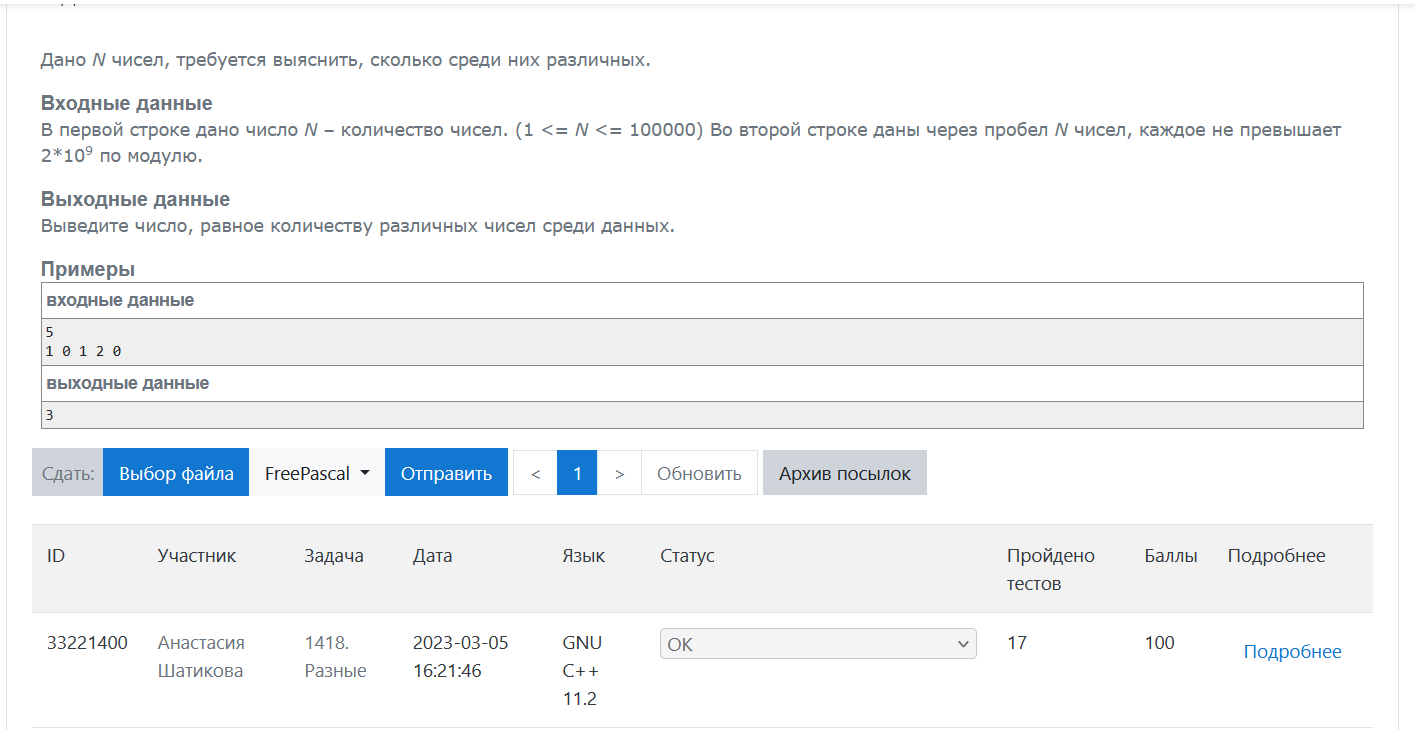 Дано N чисел, требуется выяснить, сколько среди них различных.
Входные данные
В первой строке дано число N – количество чисел. (1 <= N <= 100000) Во второй строке даны через пробел N чисел, каждое не превышает
2*10⁹ по модулю.
Выходные данные
Выведите число, равное количеству различных чисел среди данных.
Примеры
входные данные
5
1 0 1 2 0
выходные данные
3
Сдать: Выбор файла FreePascal Отправить < 1 > Обновить Архив посылок
ID Участник Задача Дата Язык Статус Пройдено Баллы Подробнее
тестов
33221400 Анастасия 1418. 2023-03-05 GNU OK 17 100 Подробнее
Шатикова Разные 16:21:46 C++
11.2